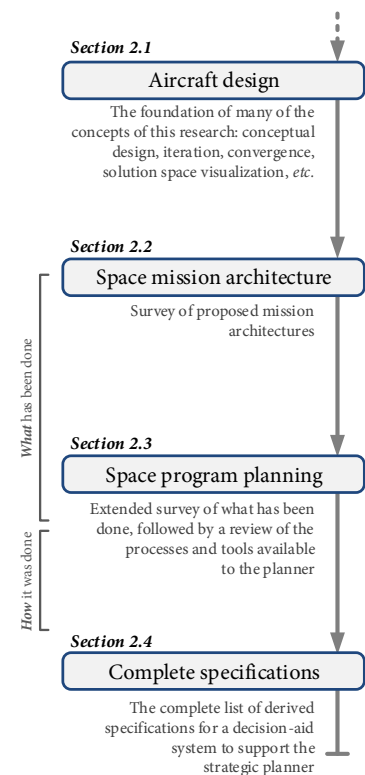 Section 2.1
Aircraft design
The foundation of many of the
concepts of this research: conceptual
design, iteration, convergence,
solution space visualization, etc.
Section 2.2
Space mission architecture
Survey of proposed mission
architectures
What has been done
Section 2.3
Space program planning
Extended survey of what has been
done, followed by a review of the
processes and tools available
to the planner
How it was done
Section 2.4
Complete specifications
The complete list of derived
specifications for a decision-aid
system to support the
strategic planner